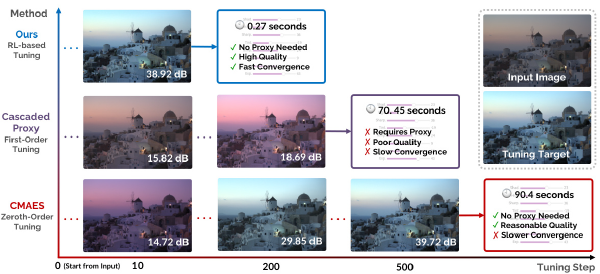 Method
Ours
RL-based
Tuning
38.92 dB
0.27 seconds
✓ No Proxy Needed
✓ High Quality
✓ Fast Convergence
Input Image
Tuning Target
Cascaded
Proxy
First-Order
Tuning
15.82 dB
18.69 dB
70.45 seconds
✗ Requires Proxy
✗ Poor Quality
✗ Slow Convergence
CMAES
Zeroth-Order
Tuning
14.72 dB
29.85 dB
39.72 dB
90.4 seconds
✓ No Proxy Needed
✓ Reasonable Quality
✗ Slower Convergence
0 (Start from Input) 10 200 500 Tuning Step